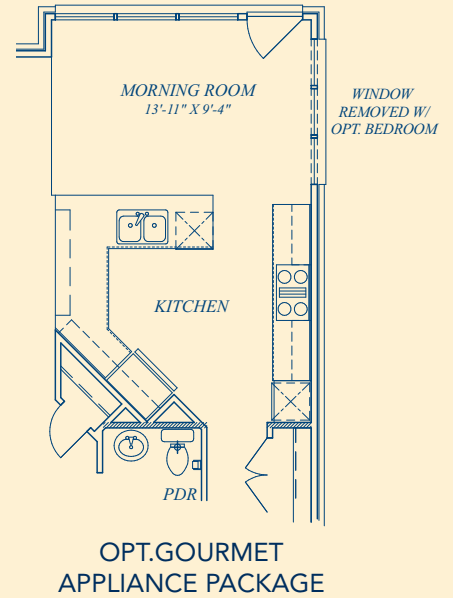 MORNING ROOM
13'-11" X 9'-4"
WINDOW
REMOVED W/
OPT. BEDROOM
KITCHEN
PDR
OPT.GOURMET
APPLIANCE PACKAGE